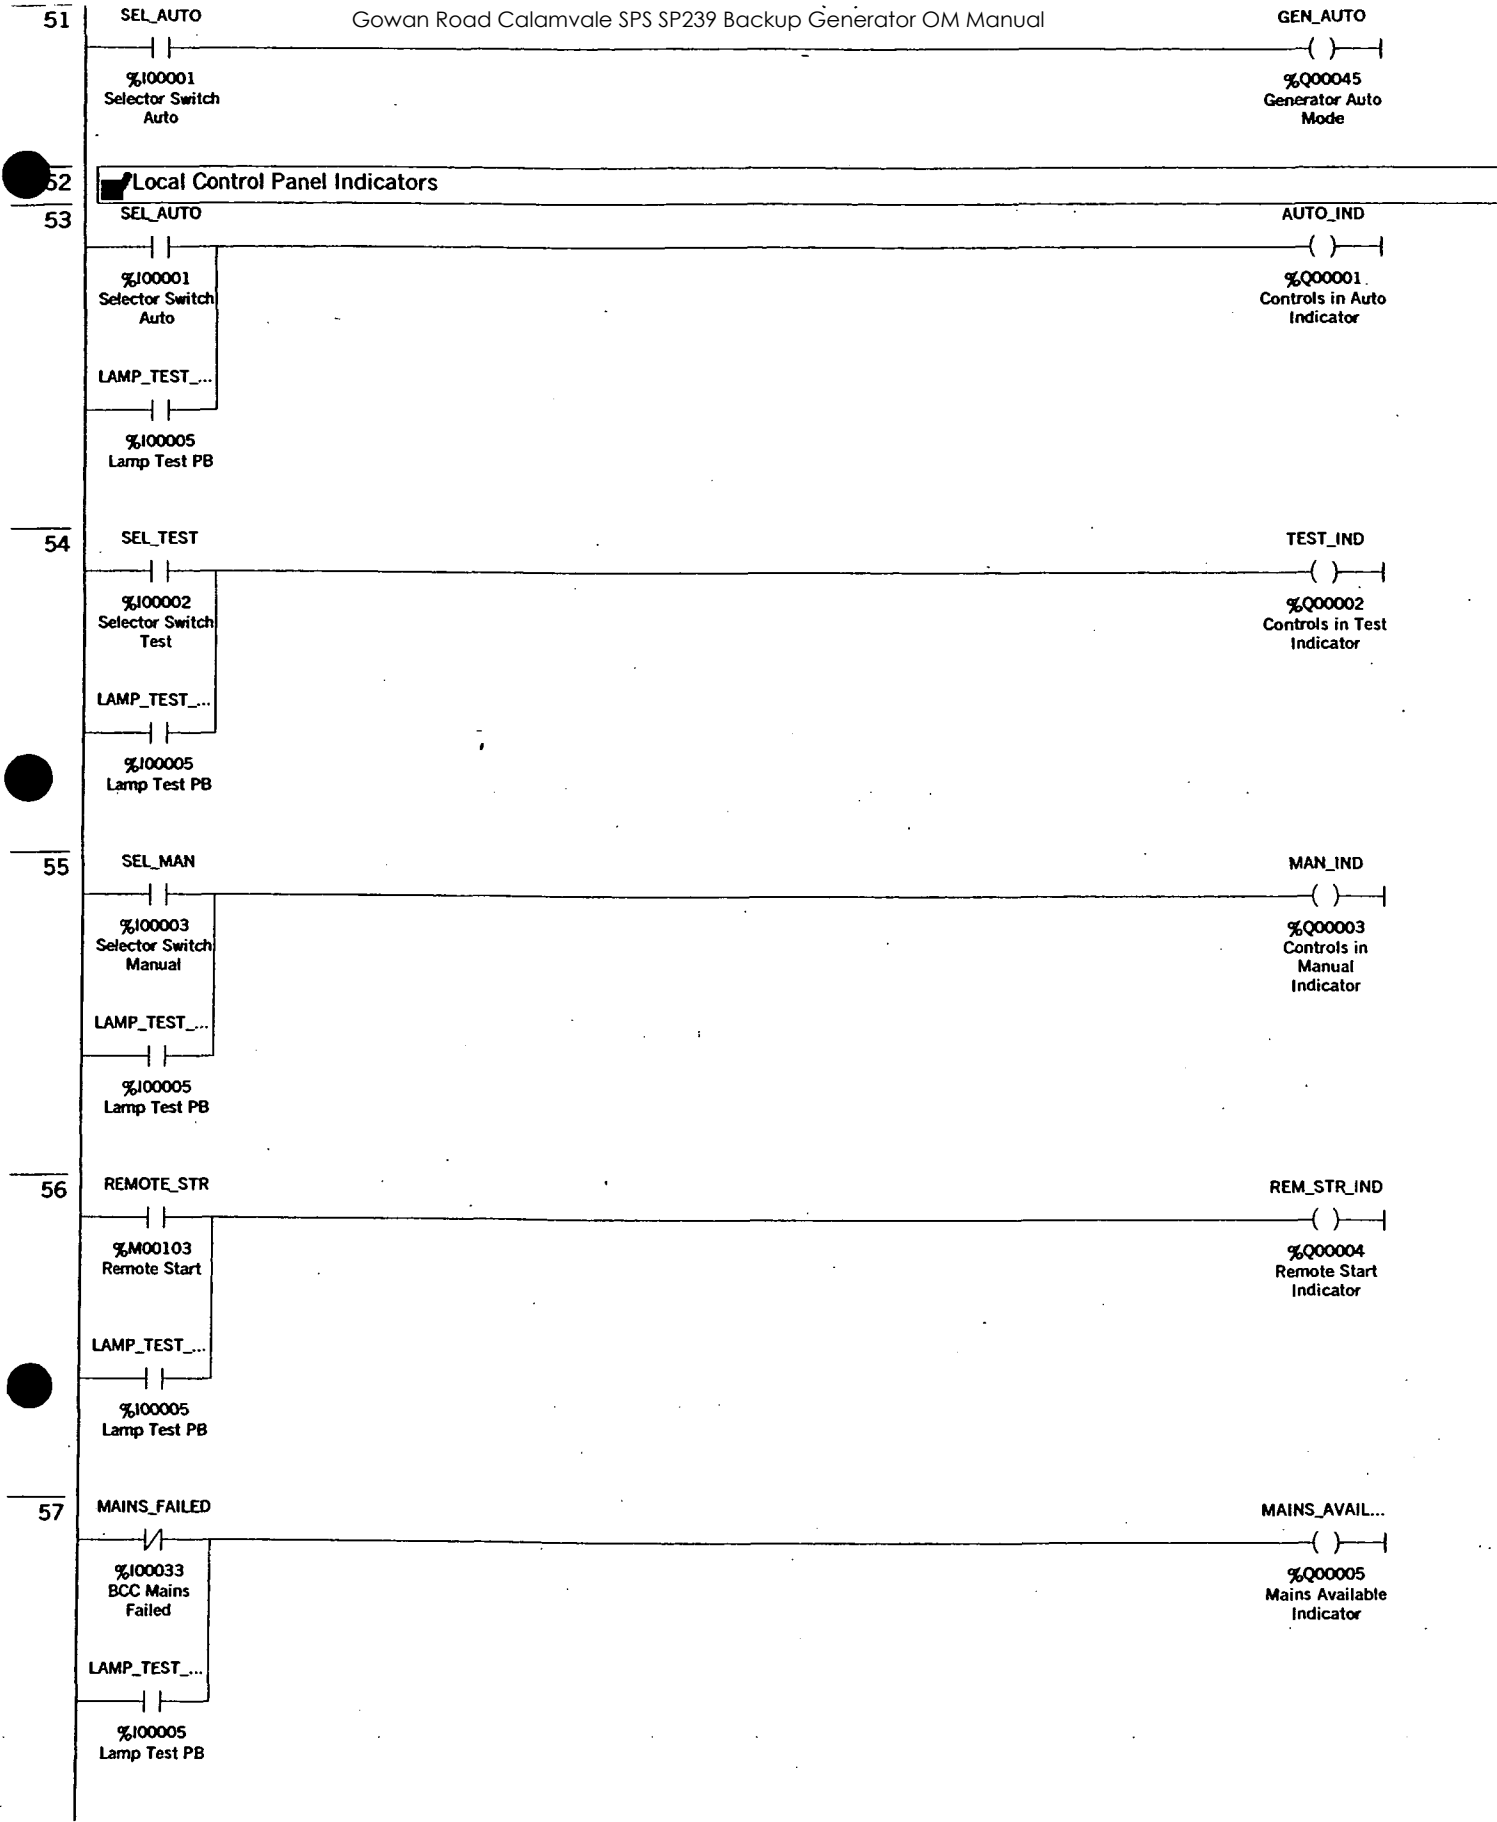 Gowan Road Calamvale SPS SP239 Backup Generator OM Manual
51
SEL_AUTO
GEN_AUTO
%I00001
Selector Switch
Auto
%Q00045
Generator Auto
Mode
52
Local Control Panel Indicators
53
SEL_AUTO
AUTO_IND
%I00001
Selector Switch
Auto
%Q00001
Controls in Auto
Indicator
LAMP_TEST_...
%I00005
Lamp Test PB
54
SEL_TEST
TEST_IND
%I00002
Selector Switch
Test
%Q00002
Controls in Test
Indicator
LAMP_TEST_...
%I00005
Lamp Test PB
55
SEL_MAN
MAN_IND
%I00003
Selector Switch
Manual
%Q00003
Controls in
Manual
Indicator
LAMP_TEST_...
%I00005
Lamp Test PB
56
REMOTE_STR
REM_STR_IND
%M00103
Remote Start
%Q00004
Remote Start
Indicator
LAMP_TEST_...
%I00005
Lamp Test PB
57
MAINS_FAILED
MAINS_AVAIL...
%I00033
BCC Mains
Failed
%Q00005
Mains Available
Indicator
LAMP_TEST_...
%I00005
Lamp Test PB